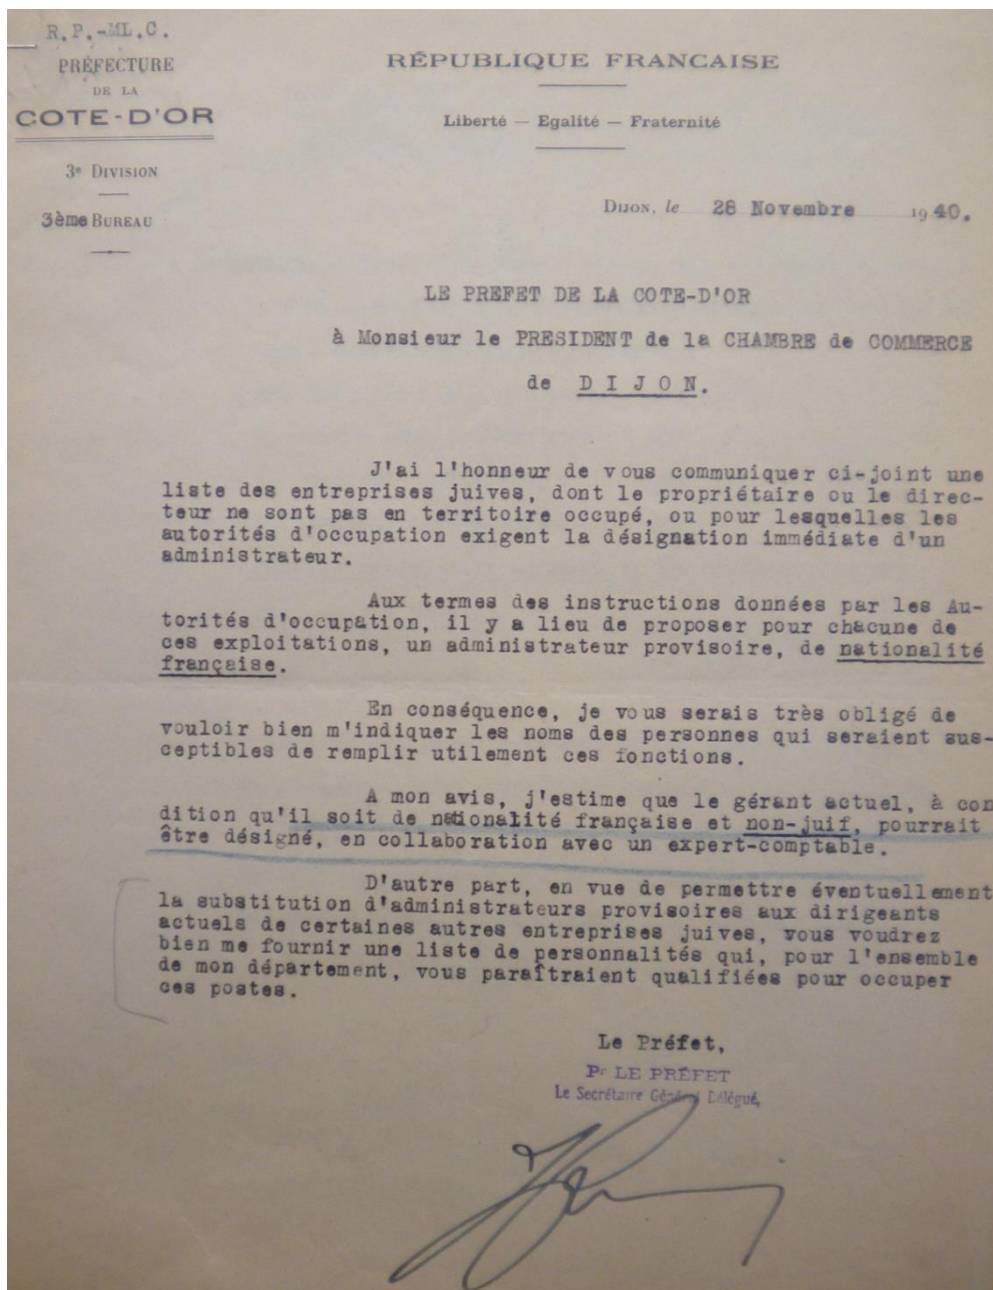 R.P.-ML.C.
PRÉFECTURE
DE LA
COTE-D'OR
3e DIVISION
3ème BUREAU
RÉPUBLIQUE FRANCAISE
Liberté — Egalité — Fraternité
DIJON, le 28 Novembre 1940.
LE PREFET DE LA COTE-D'OR
à Monsieur le PRESIDENT de la CHAMBRE de COMMERCE
de D I J O N.
J'ai l'honneur de vous communiquer ci-joint une
liste des entreprises juives, dont le propriétaire ou le direc-
teur ne sont pas en territoire occupé, ou pour lesquelles les
autorités d'occupation exigent la désignation immédiate d'un
administrateur.
Aux termes des instructions données par les Au-
torités d'occupation, il y a lieu de proposer pour chacune de
ces exploitations, un administrateur provisoire, de nationalité
française.
En conséquence, je vous serais très obligé de
vouloir bien m'indiquer les noms des personnes qui seraient sus-
ceptibles de remplir utilement ces fonctions.
A mon avis, j'estime que le gérant actuel, à con
dition qu'il soit de nationalité française et non-juif, pourrait
être désigné, en collaboration avec un expert-comptable.
D'autre part, en vue de permettre éventuellement
la substitution d'administrateurs provisoires aux dirigeants
actuels de certaines autres entreprises juives, vous voudrez
bien me fournir une liste de personnalités qui, pour l'ensemble
de mon département, vous paraîtraient qualifiées pour occuper
ces postes.
Le Préfet,
Pr LE PRÉFET
Le Secrétaire Général Délégué,